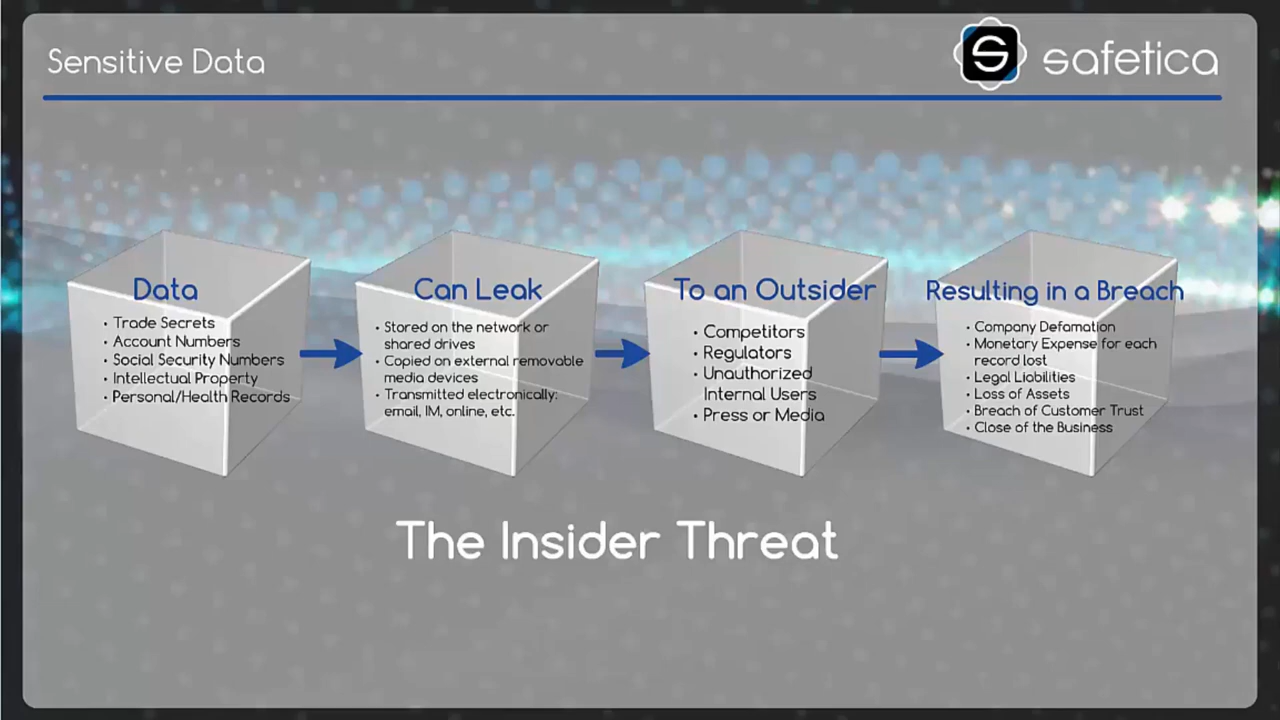 Sensitive Data
S safetica
Data
• Trade Secrets
• Account Numbers
• Social Security Numbers
• Intellectual Property
• Personal/Health Records
Can Leak
• Stored on the network or
shared drives
• Copied on external removable
media devices
• Transmitted electronically:
email, IM, online, etc.
To an Outsider
• Competitors
• Regulators
• Unauthorized
Internal Users
• Press or Media
Resulting in a Breach
• Company Defamation
• Monetary Expense for each
record lost
• Legal Liabilities
• Loss of Assets
• Breach of Customer Trust
• Close of the Business
The Insider Threat